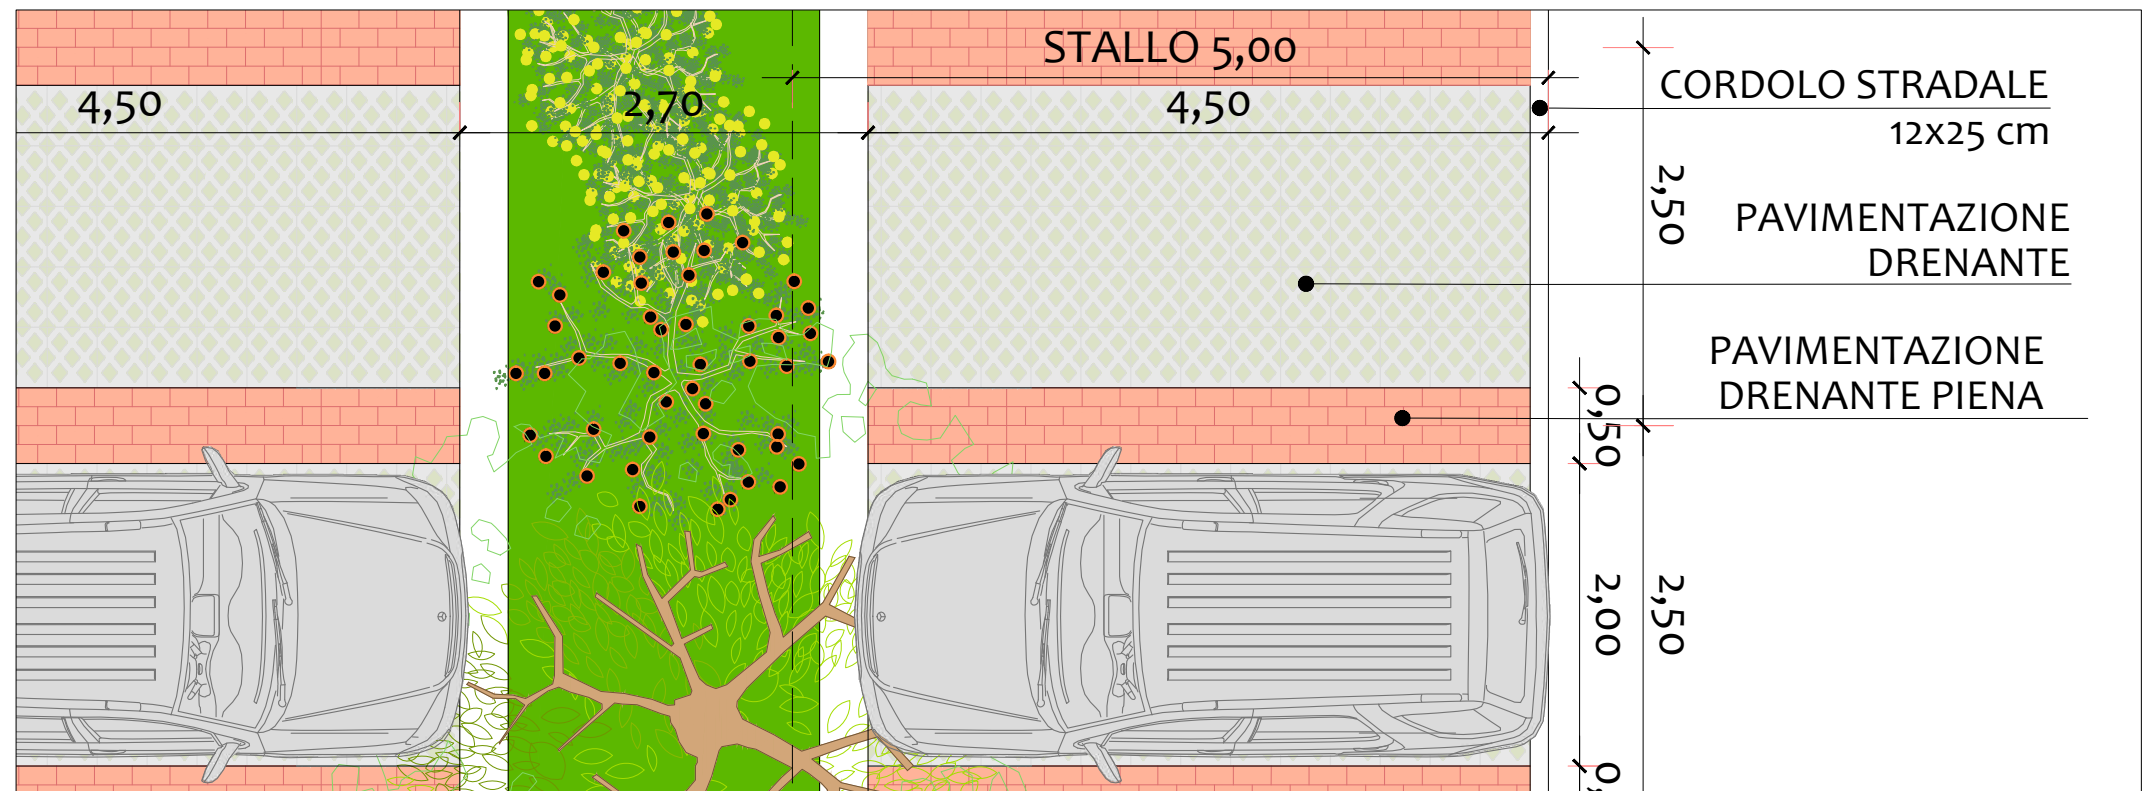 STALLO 5,00
4,50
2,70
4,50
CORDOLO STRADALE
12x25 cm
2,50
PAVIMENTAZIONE
DRENANTE
PAVIMENTAZIONE
DRENANTE PIENA
0,50
2,00
2,50